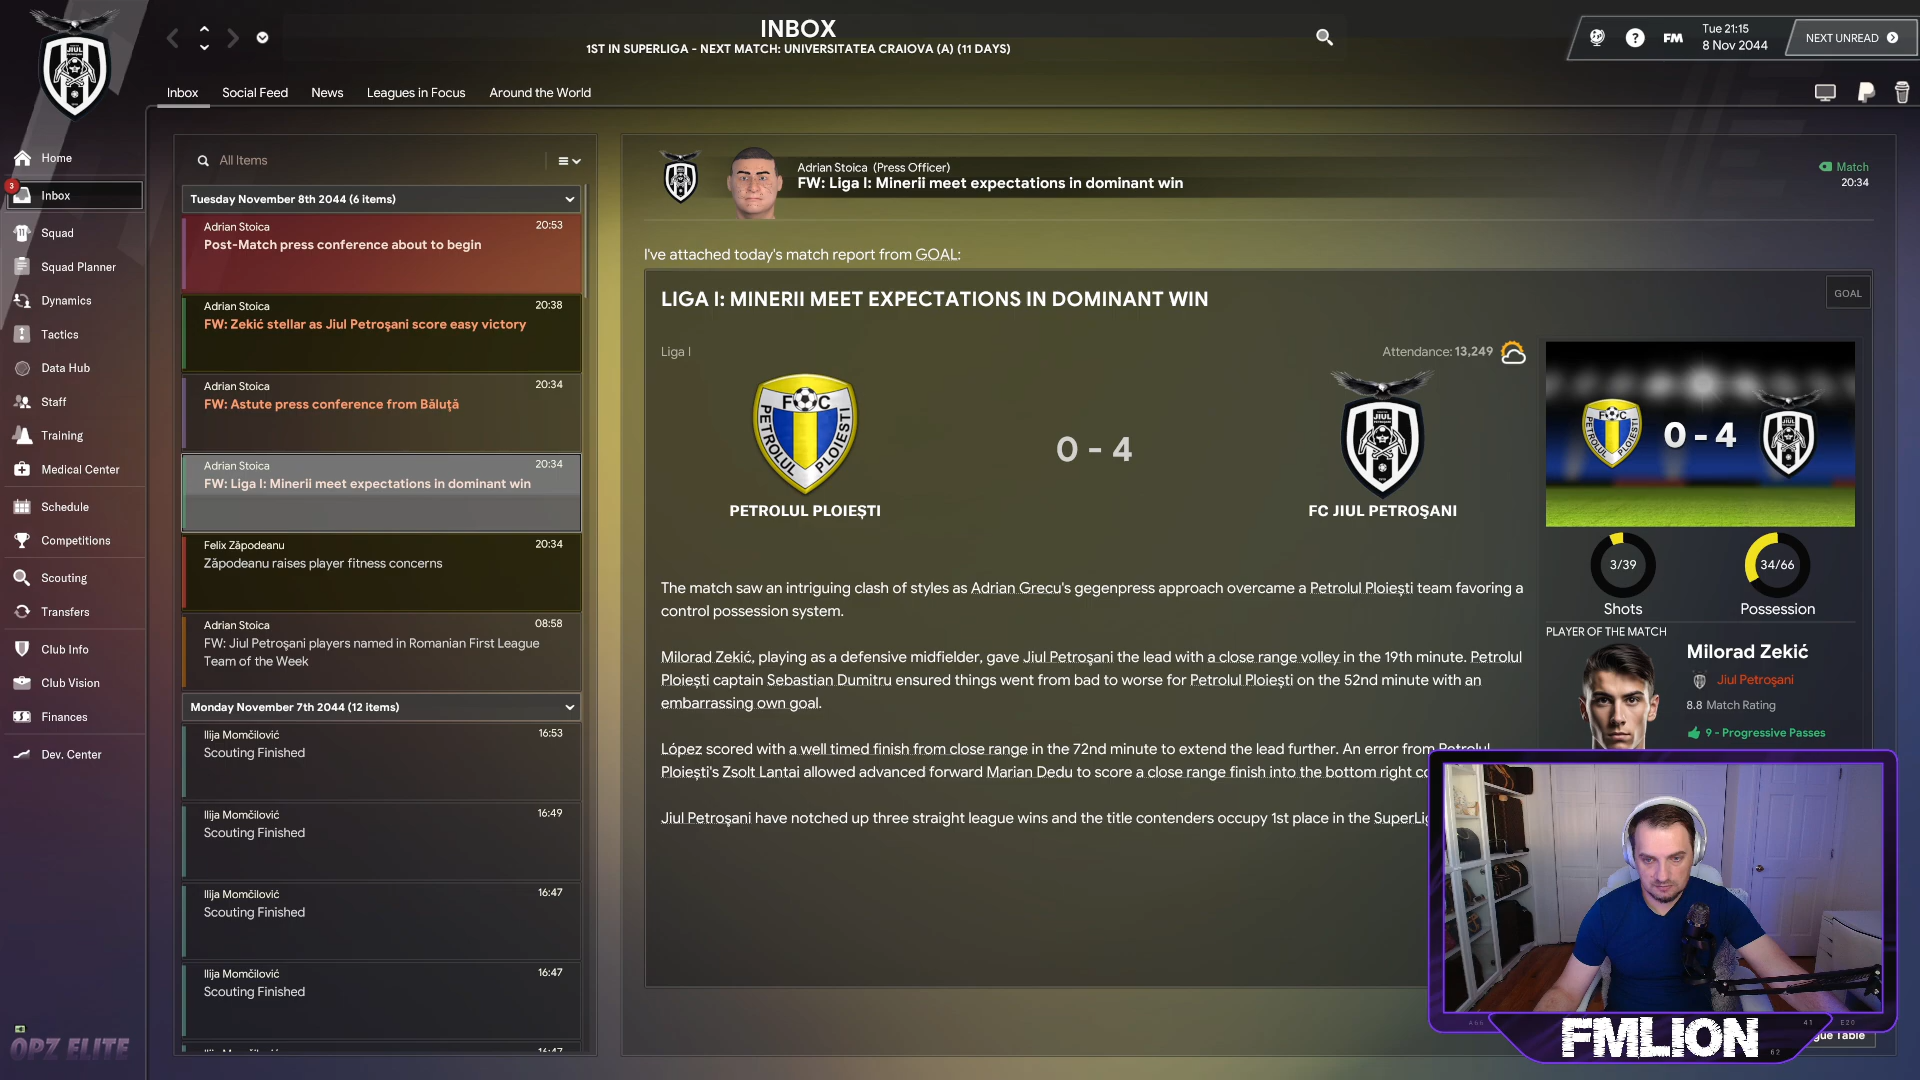 INBOX
1ST IN SUPERLIGA - NEXT MATCH: UNIVERSITATEA CRAIOVA (A) (11 DAYS)
FM
Tue 21:15
8 Nov 2044
NEXT UNREAD
Inbox
Social Feed
News
Leagues in Focus
Around the World
Home
3
Inbox
Squad
Squad Planner
Dynamics
Tactics
Data Hub
Staff
Training
Medical Center
Schedule
Competitions
Scouting
Transfers
Club Info
Club Vision
Finances
Dev. Center
OPZ ELITE
All Items
Tuesday November 8th 2044 (6 items)
Adrian Stoica 20:53
Post-Match press conference about to begin
Adrian Stoica 20:38
FW: Zekić stellar as Jiul Petroşani score easy victory
Adrian Stoica 20:34
FW: Astute press conference from Băluţă
Adrian Stoica 20:34
FW: Liga I: Minerii meet expectations in dominant win
Felix Zăpodeanu 20:34
Zăpodeanu raises player fitness concerns
Adrian Stoica 08:58
FW: Jiul Petroşani players named in Romanian First League
Team of the Week
Monday November 7th 2044 (12 items)
Ilija Momčilović 16:53
Scouting Finished
Ilija Momčilović 16:49
Scouting Finished
Ilija Momčilović 16:47
Scouting Finished
Ilija Momčilović 16:47
Scouting Finished
Adrian Stoica (Press Officer)
FW: Liga I: Minerii meet expectations in dominant win
Match
20:34
I've attached today's match report from GOAL:
LIGA I: MINERII MEET EXPECTATIONS IN DOMINANT WIN
GOAL
Liga I
Attendance: 13,249
FC
PETROLUL PLOIEȘTI
JIUL
0 - 4
PETROLUL PLOIEȘTI
FC JIUL PETROŞANI
0 - 4
3/39
Shots
34/66
Possession
The match saw an intriguing clash of styles as Adrian Grecu's gegenpress approach overcame a Petrolul Ploieşti team favoring a
control possession system.
Milorad Zekić, playing as a defensive midfielder, gave Jiul Petroşani the lead with a close range volley in the 19th minute. Petrolul
Ploieşti captain Sebastian Dumitru ensured things went from bad to worse for Petrolul Ploieşti on the 52nd minute with an
embarrassing own goal.
López scored with a well timed finish from close range in the 72nd minute to extend the lead further. An error from Petrolul
Ploieşti's Zsolt Lantai allowed advanced forward Marian Dedu to score a close range finish into the bottom right
Jiul Petroşani have notched up three straight league wins and the title contenders occupy 1st place in the
PLAYER OF THE MATCH
Milorad Zekić
Jiul Petroşani
8.8 Match Rating
9 - Progressive Passes
FMLION
Table